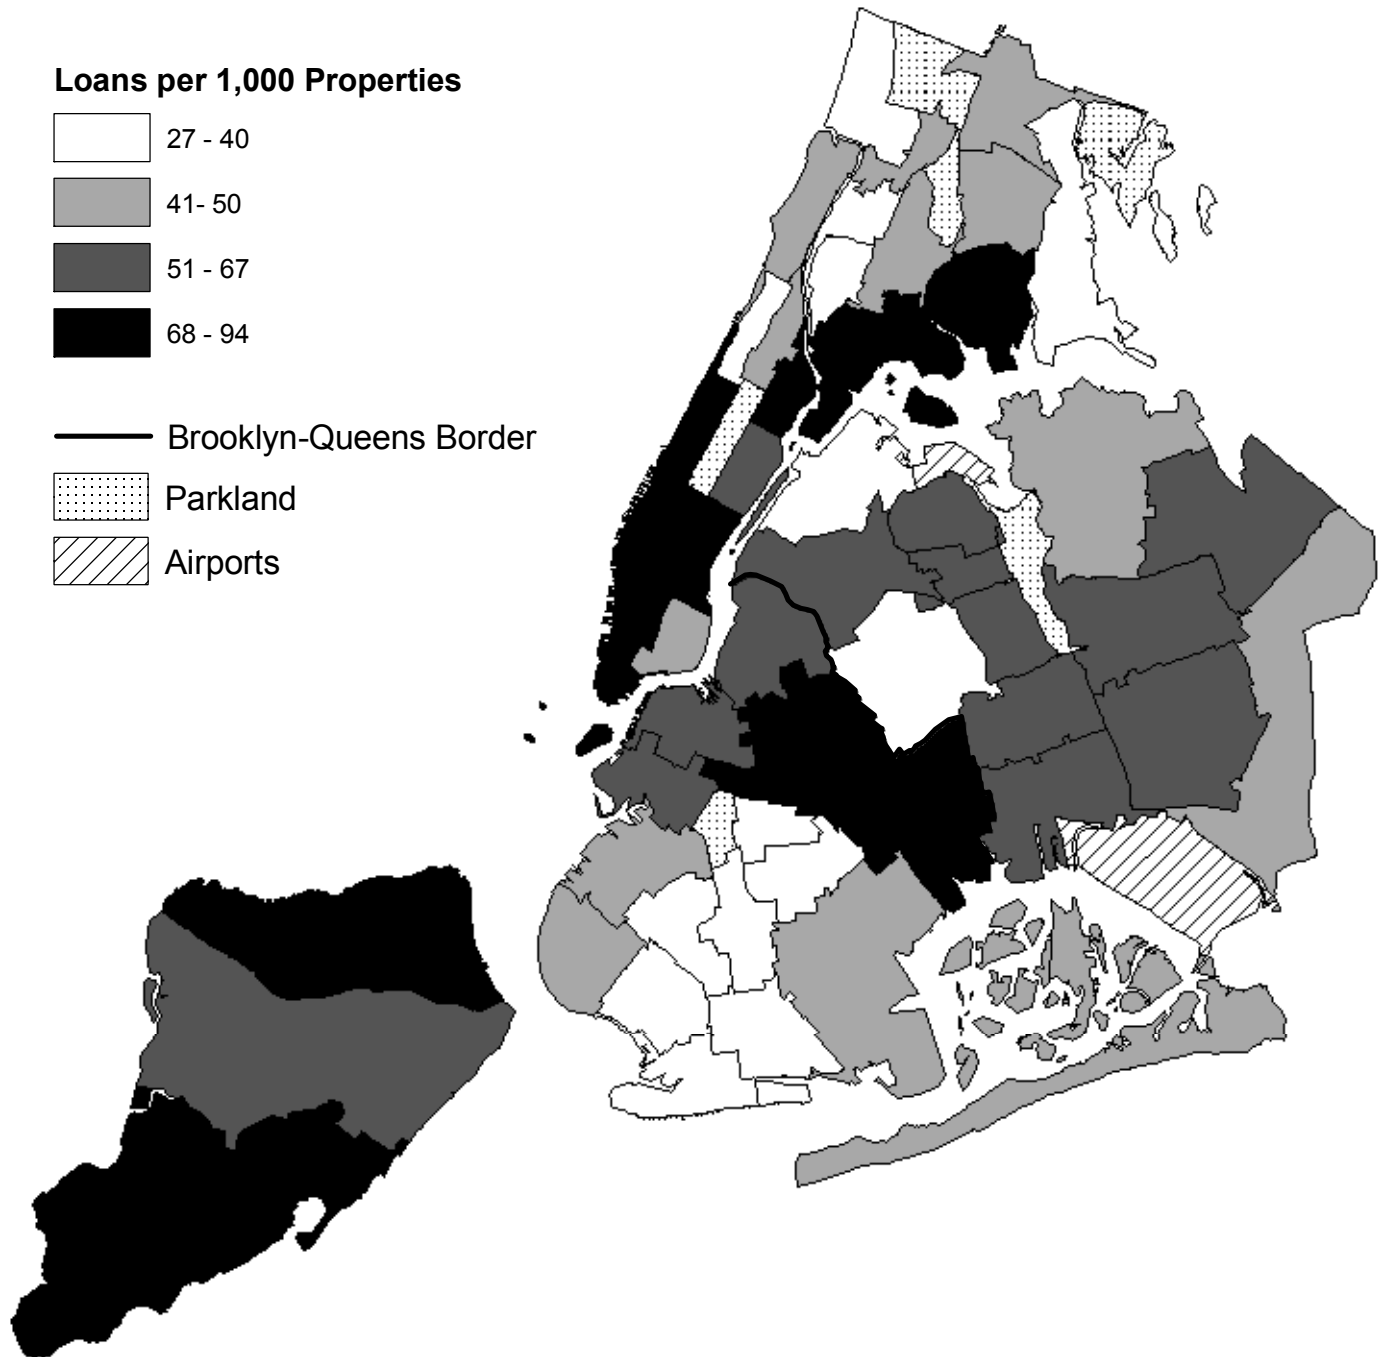 Loans per 1,000 Properties
27 - 40
41- 50
51 - 67
68 - 94
Brooklyn-Queens Border
Parkland
Airports